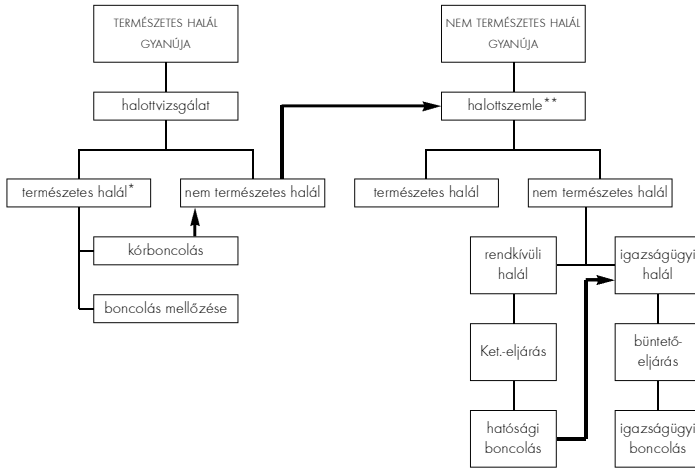 TERMÉSZETES HALÁL
GYANÚJA
halottvizsgálat
természetes halál*
nem természetes halál
kórboncolás
boncolás mellőzése
NEM TERMÉSZETES HALÁL
GYANÚJA
halottszemle**
természetes halál
nem természetes halál
rendkívüli
halál
Ket.-eljárás
hatósági
boncolás
igazságügyi
halál
büntető-
eljárás
igazságügyi
boncolás